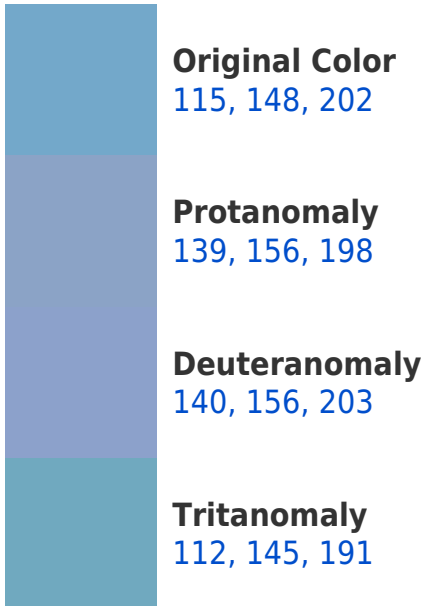 Original Color
115, 148, 202
Protanomaly
139, 156, 198
Deuteranomaly
140, 156, 203
Tritanomaly
112, 145, 191